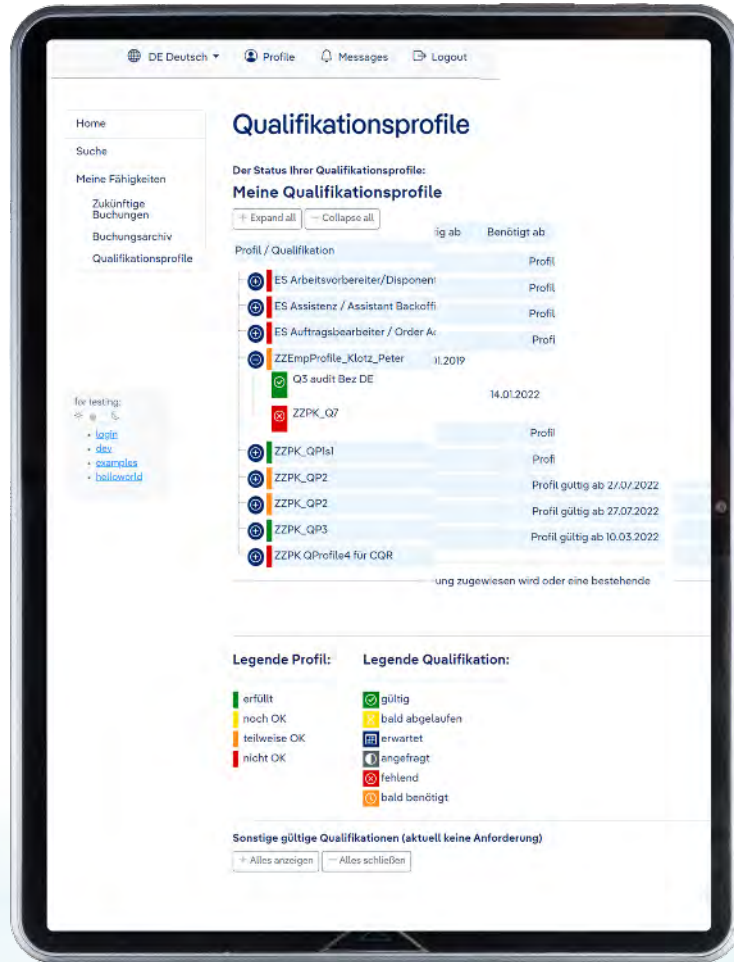 DE Deutsch Profile Messages Logout
Home
Suche
Meine Fähigkeiten
Zukünftige
Buchungen
Buchungsarchiv
Qualifikationsprofile
for testing:
login
dev
examples
helloworld
Qualifikationsprofile
Der Status Ihrer Qualifikationsprofile:
Meine Qualifikationsprofile
+ Expand all − Collapse all
ig ab Benötigt ab
Profil / Qualifikation
Profil
ES Arbeitsvorbereiter/Disponent
Profil
ES Assistenz / Assistant Backoffi
Profil
ES Auftragsbearbeiter / Order Ac
Profi
ZZEmpProfile_Klotz_Peter
01.2019
Q3 audit Bez DE
14.01.2022
ZZPK_Q7
Profil
ZZPK_QP1s1
Profi
ZZPK_QP2
Profil gültig ab 27.07.2022
ZZPK_QP2
Profil gültig ab 27.07.2022
ZZPK_QP3
Profil gültig ab 10.03.2022
ZZPK QProfile4 für CQR
ung zugewiesen wird oder eine bestehende
Legende Profil:
erfüllt
noch OK
teilweise OK
nicht OK
Legende Qualifikation:
gültig
bald abgelaufen
erwartet
angefragt
fehlend
bald benötigt
Sonstige gültige Qualifikationen (aktuell keine Anforderung)
+ Alles anzeigen − Alles schließen